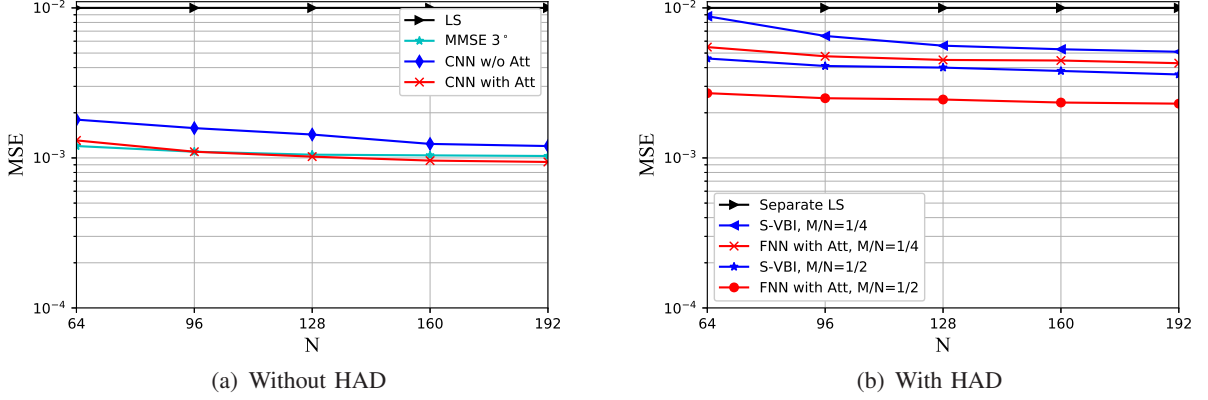 10⁻²
LS
MMSE 3°
CNN w/o Att
CNN with Att
MSE
10⁻³
10⁻⁴
64
96
128
160
192
N
(a) Without HAD
10⁻²
MSE
10⁻³
Separate LS
S-VBI, M/N=1/4
FNN with Att, M/N=1/4
S-VBI, M/N=1/2
FNN with Att, M/N=1/2
10⁻⁴
64
96
128
160
192
N
(b) With HAD